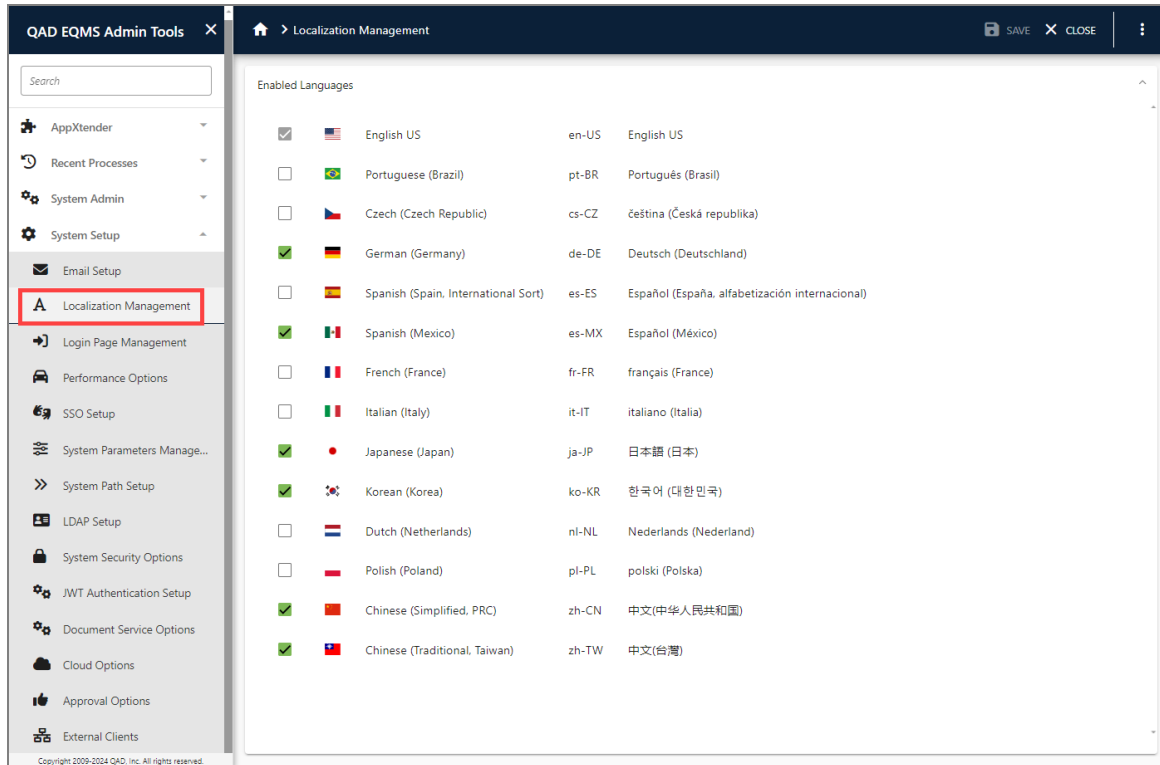 QAD EQMS Admin Tools
Localization Management
SAVE
CLOSE
Search
AppXtender
Recent Processes
System Admin
System Setup
Email Setup
Localization Management
Login Page Management
Performance Options
SSO Setup
System Parameters Manage...
System Path Setup
LDAP Setup
System Security Options
JWT Authentication Setup
Document Service Options
Cloud Options
Approval Options
External Clients
Copyright 2009-2024 QAD, Inc. All rights reserved.
Enabled Languages
English US en-US English US
Portuguese (Brazil) pt-BR Português (Brasil)
Czech (Czech Republic) cs-CZ čeština (Česká republika)
German (Germany) de-DE Deutsch (Deutschland)
Spanish (Spain, International Sort) es-ES Español (España, alfabetización internacional)
Spanish (Mexico) es-MX Español (México)
French (France) fr-FR français (France)
Italian (Italy) it-IT italiano (Italia)
Japanese (Japan) ja-JP 日本語 (日本)
Korean (Korea) ko-KR 한국어 (대한민국)
Dutch (Netherlands) nl-NL Nederlands (Nederland)
Polish (Poland) pl-PL polski (Polska)
Chinese (Simplified, PRC) zh-CN 中文(中华人民共和国)
Chinese (Traditional, Taiwan) zh-TW 中文(台灣)